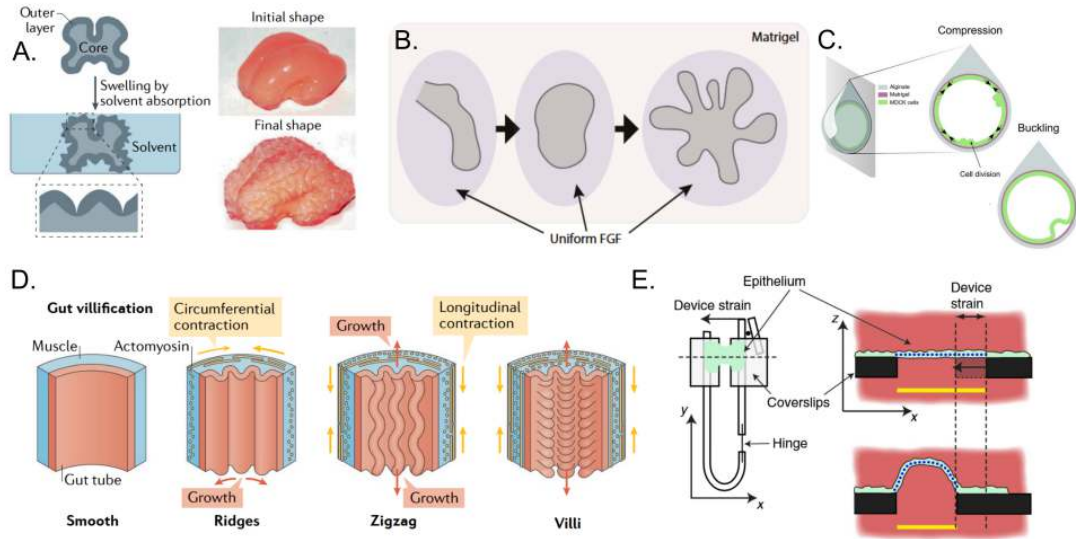 A.
Outer
layer
Core
Swelling by
solvent absorption
Solvent
Initial shape
Final shape
B.
Matrigel
Uniform FGF
C.
Compression
Alginate
Matrigel
MDCK cells
Cell division
Buckling
D.
Gut villification
Circumferential
contraction
Growth
Longitudinal
contraction
Muscle
Actomyosin
Gut tube
Growth
Growth
Smooth
Ridges
Zigzag
Villi
E.
Epithelium
Device strain
Device
strain
z
x
Coverslips
y
Hinge
x